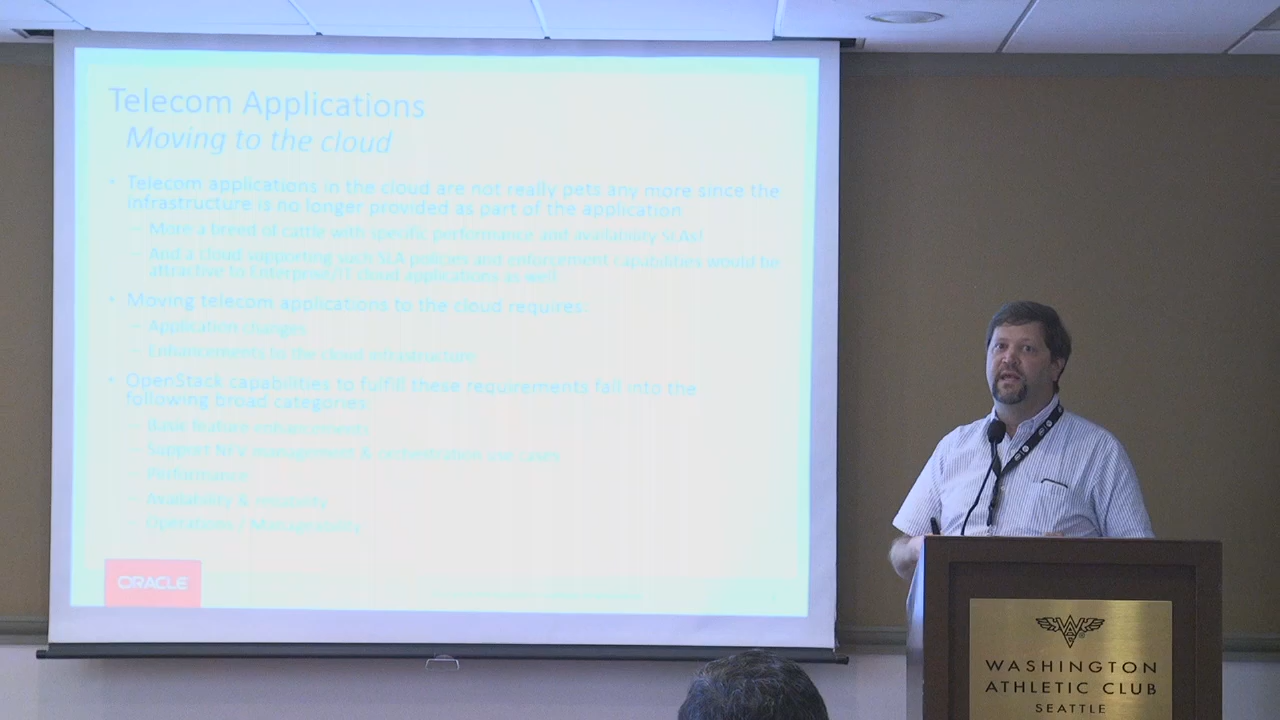 Telecom Applications
Moving to the cloud
• Telecom applications in the cloud are not really pets any more since the
infrastructure is no longer provided as part of the application
– More a breed of cattle with specific performance and availability SLAs!
– And a cloud supporting such SLA policies and enforcement capabilities would be
attractive to Enterprise/IT cloud applications as well
• Moving telecom applications to the cloud requires:
– Application changes
– Enhancements to the cloud infrastructure
• OpenStack capabilities to fulfill these requirements fall into the
following broad categories:
– Basic feature enhancements
– Support NFV management & orchestration use cases
– Performance
– Availability &
– Operations / Manageability
ORACLE
WASHINGTON
ATHLETIC CLUB
SEATTLE